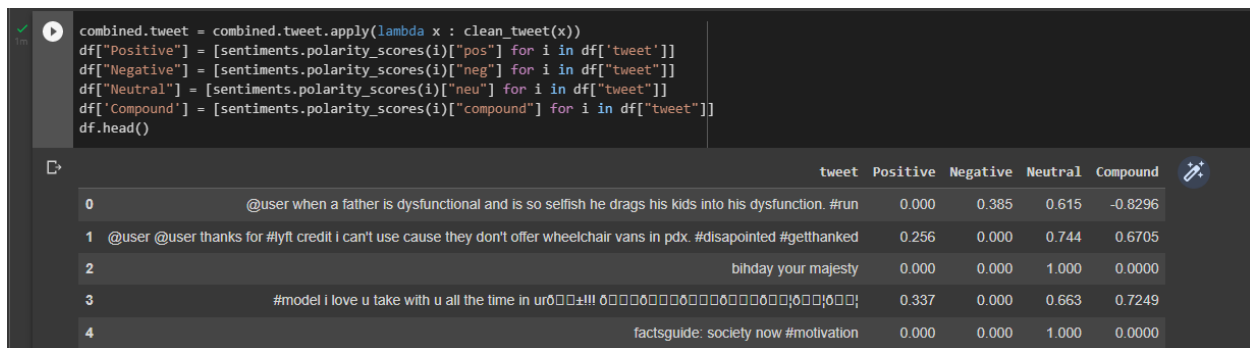 combined.tweet = combined.tweet.apply(lambda x : clean_tweet(x))
1m
df["Positive"] = [sentiments.polarity_scores(i)["pos"] for i in df['tweet']]
df["Negative"] = [sentiments.polarity_scores(i)["neg"] for i in df["tweet"]]
df["Neutral"] = [sentiments.polarity_scores(i)["neu"] for i in df["tweet"]]
df['Compound'] = [sentiments.polarity_scores(i)["compound"] for i in df["tweet"]]
df.head()
tweet Positive Negative Neutral Compound
0 @user when a father is dysfunctional and is so selfish he drags his kids into his dysfunction. #run 0.000 0.385 0.615 -0.8296
1 @user @user thanks for #lyft credit i can't use cause they don't offer wheelchair vans in pdx. #disapointed #getthanked 0.256 0.000 0.744 0.6705
2 bihday your majesty 0.000 0.000 1.000 0.0000
3 #model i love u take with u all the time in urð□□±!!! ð□□□ð□□□ð□□□ð□□□ð□□¦ð□□¦ð□□¦ 0.337 0.000 0.663 0.7249
4 factsguide: society now #motivation 0.000 0.000 1.000 0.0000